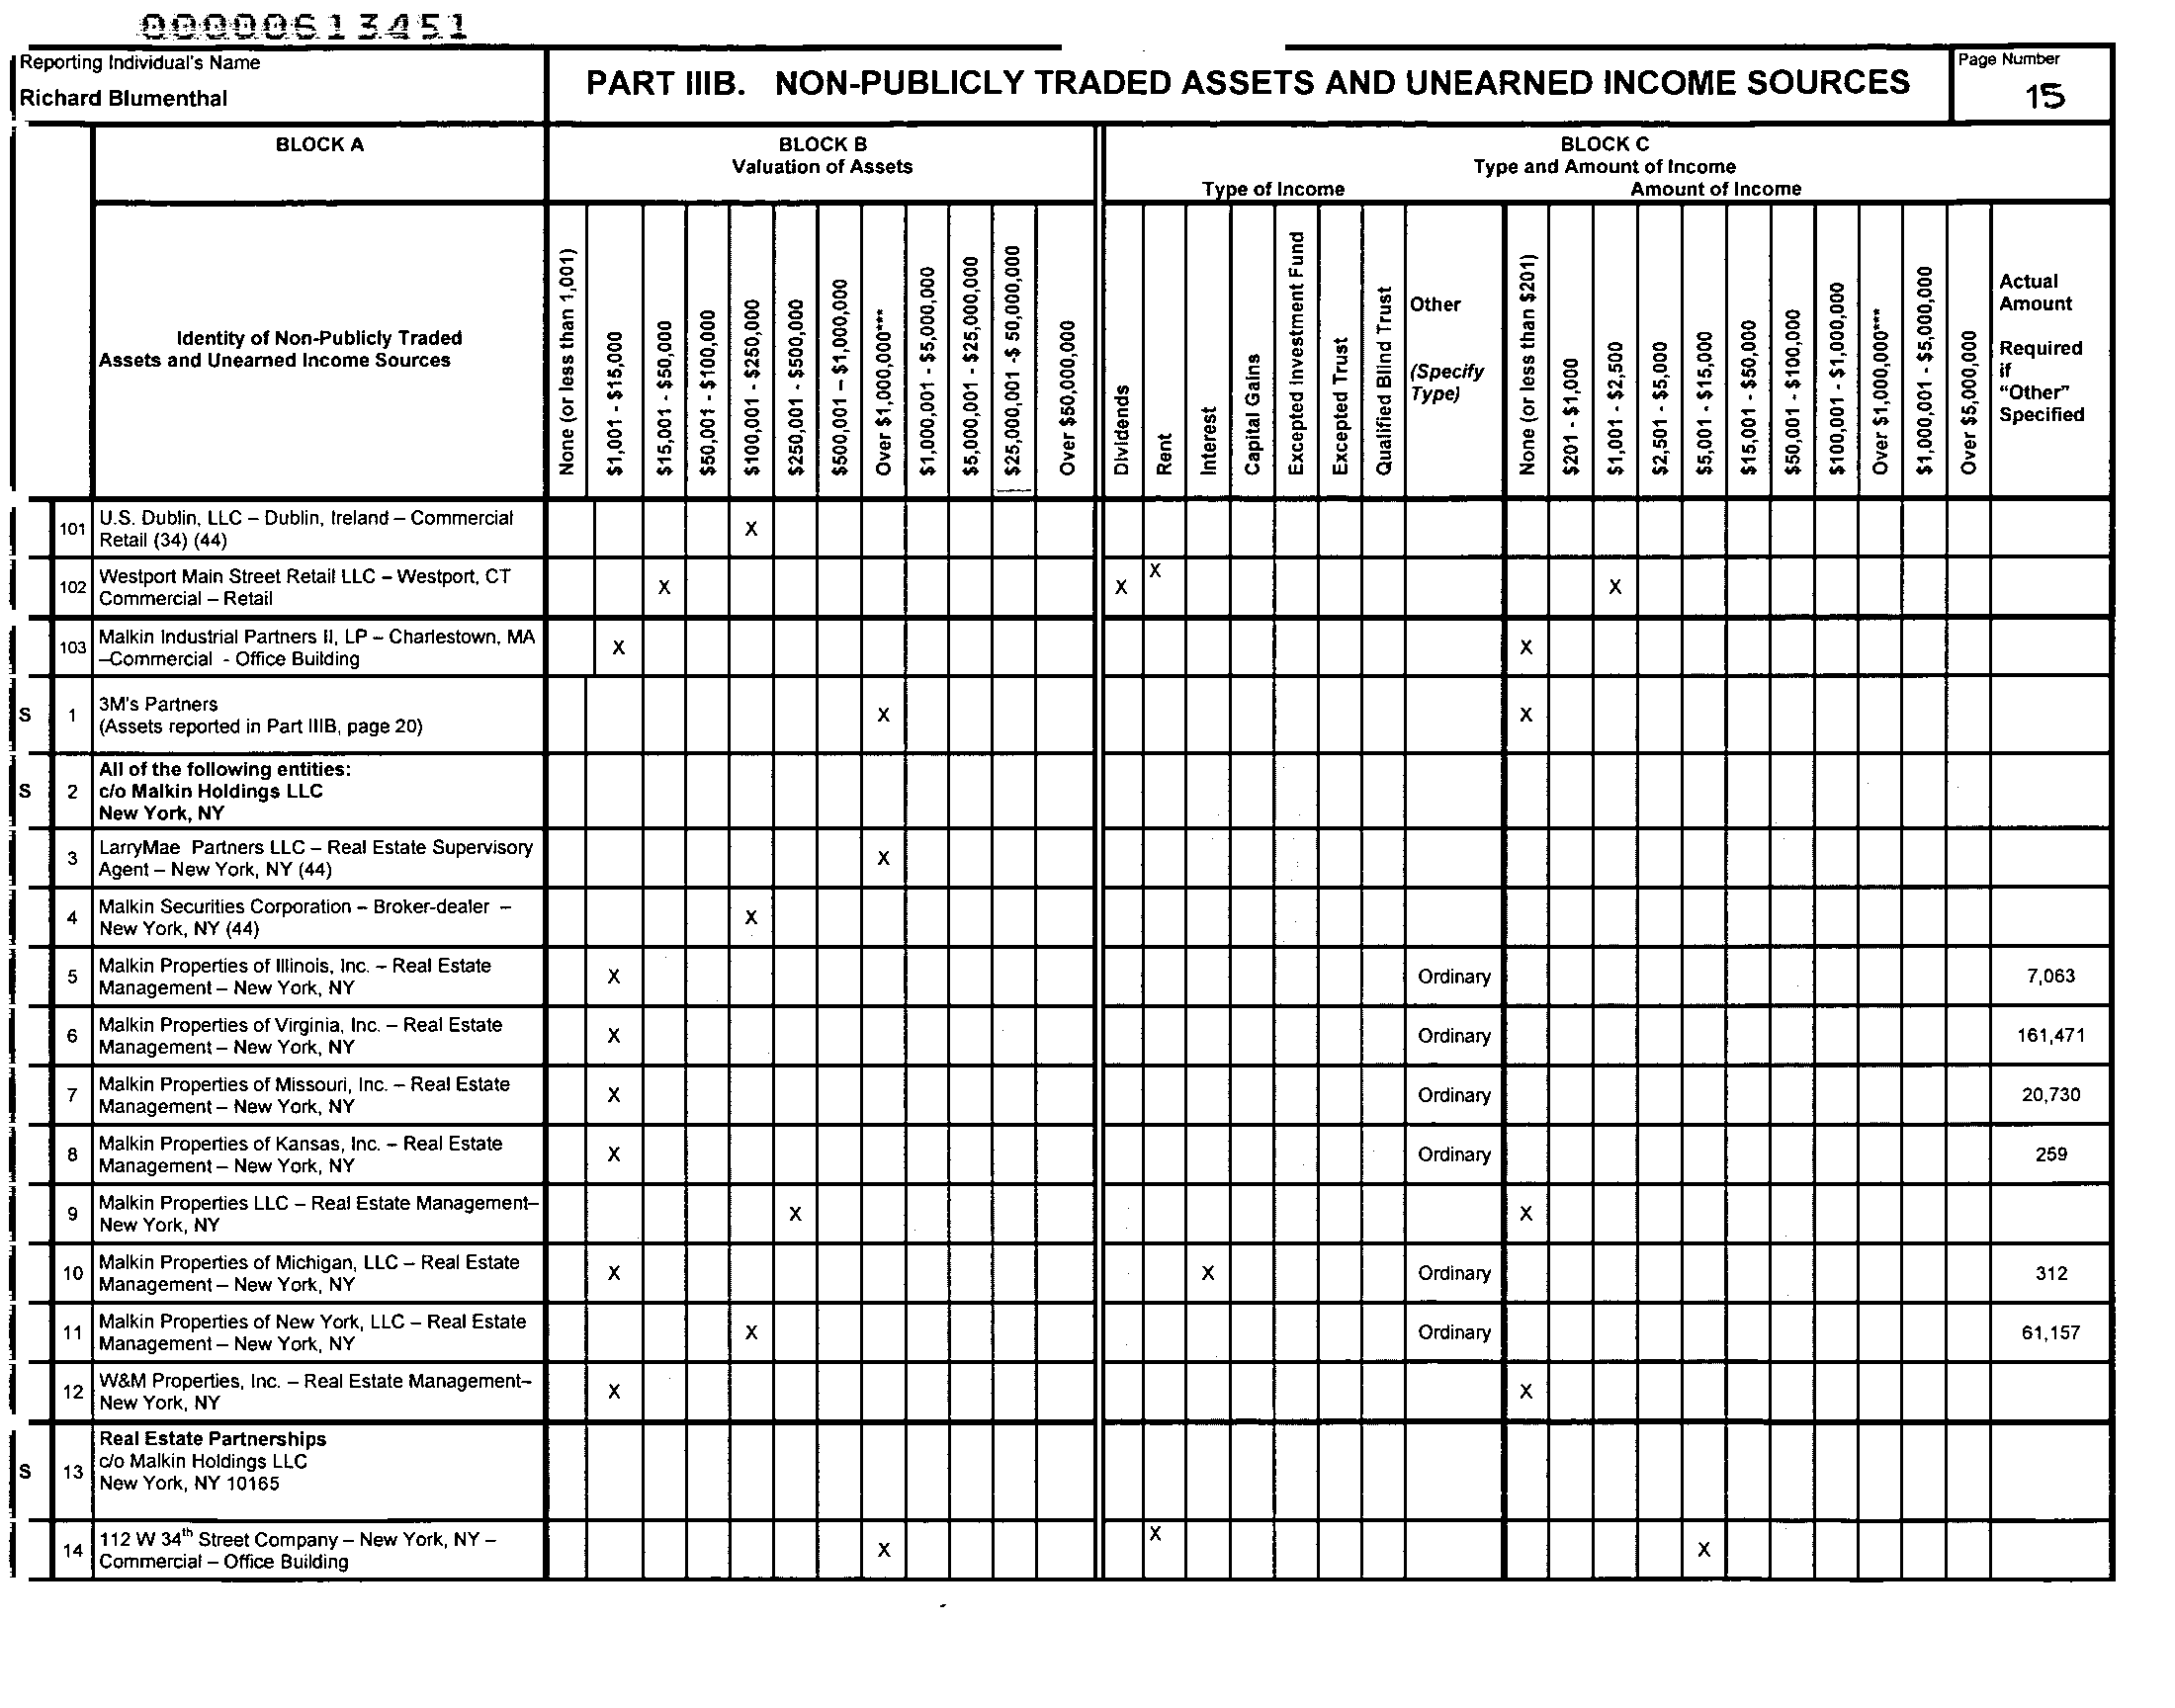 00000613451
Reporting Individual's Name
Richard Blumenthal
PART IIIB. NON-PUBLICLY TRADED ASSETS AND UNEARNED INCOME SOURCES
Page Number
15
BLOCK A
BLOCK B
Valuation of Assets
BLOCK C
Type and Amount of Income
Type of Income
Amount of Income
Identity of Non-Publicly Traded
Assets and Unearned Income Sources
None (or less than 1,001)
$1,001 - $15,000
$15,001 - $50,000
$50,001 - $100,000
$100,001 - $250,000
$250,001 - $500,000
$500,001 – $1,000,000
Over $1,000,000***
$1,000,001 - $5,000,000
$5,000,001 - $25,000,000
$25,000,001 -$ 50,000,000
Over $50,000,000
Dividends
Rent
Interest
Capital Gains
Excepted Investment Fund
Excepted Trust
Qualified Blind Trust
Other
(Specify
Type)
None (or less than $201)
$201 - $1,000
$1,001 - $2,500
$2,501 - $5,000
$5,001 - $15,000
$15,001 - $50,000
$50,001 - $100,000
$100,001 - $1,000,000
Over $1,000,000***
$1,000,001 - $5,000,000
Over $5,000,000
Actual
Amount
Required
if
“Other”
Specified
101 U.S. Dublin, LLC – Dublin, Ireland – Commercial
Retail (34) (44) X
102 Westport Main Street Retail LLC – Westport, CT
Commercial – Retail X X X X
103 Malkin Industrial Partners II, LP – Charlestown, MA
–Commercial - Office Building X X
S 1 3M's Partners
(Assets reported in Part IIIB, page 20) X X
S 2 All of the following entities:
c/o Malkin Holdings LLC
New York, NY
3 LarryMae Partners LLC – Real Estate Supervisory
Agent – New York, NY (44) X
4 Malkin Securities Corporation – Broker-dealer –
New York, NY (44) X
5 Malkin Properties of Illinois, Inc. – Real Estate
Management – New York, NY X Ordinary 7,063
6 Malkin Properties of Virginia, Inc. – Real Estate
Management – New York, NY X Ordinary 161,471
7 Malkin Properties of Missouri, Inc. – Real Estate
Management – New York, NY X Ordinary 20,730
8 Malkin Properties of Kansas, Inc. – Real Estate
Management – New York, NY X Ordinary 259
9 Malkin Properties LLC – Real Estate Management–
New York, NY X X
10 Malkin Properties of Michigan, LLC – Real Estate
Management – New York, NY X X Ordinary 312
11 Malkin Properties of New York, LLC – Real Estate
Management – New York, NY X Ordinary 61,157
12 W&M Properties, Inc. – Real Estate Management–
New York, NY X X
S 13 Real Estate Partnerships
c/o Malkin Holdings LLC
New York, NY 10165
14 112 W 34th Street Company – New York, NY –
Commercial – Office Building X X X